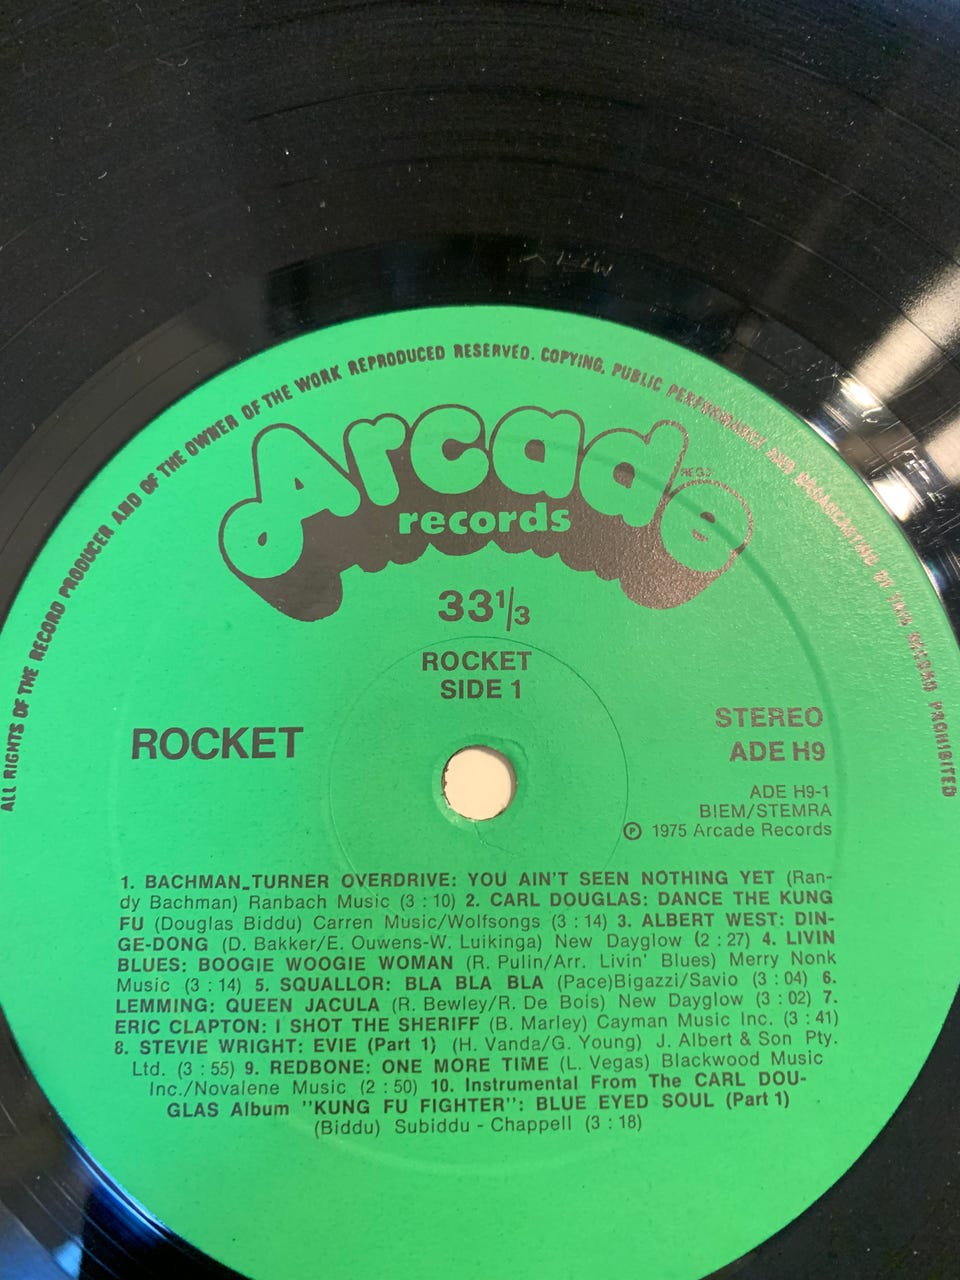 ALL RIGHTS OF THE RECORD PRODUCER AND OF THE OWNER OF THE WORK REPRODUCED RESERVED. COPYING, PUBLIC PERFORMANCE AND BROADCASTING OF THIS RECORD PROHIBITED
Arcade
records
33 1/3
ROCKET
SIDE 1
ROCKET
STEREO
ADE H9
ADE H9-1
BIEM/STEMRA
Ⓟ 1975 Arcade Records
1. BACHMAN-TURNER OVERDRIVE: YOU AIN'T SEEN NOTHING YET (Ran-
dy Bachman) Ranbach Music (3 : 10) 2. CARL DOUGLAS: DANCE THE KUNG
FU (Douglas Biddu) Carren Music/Wolfsongs (3 : 14) 3. ALBERT WEST: DIN-
GE-DONG (D. Bakker/E. Ouwens-W. Luikinga) New Dayglow (2 : 27) 4. LIVIN
BLUES: BOOGIE WOOGIE WOMAN (R. Pulin/Arr. Livin' Blues) Merry Nonk
Music (3 : 14) 5. SQUALLOR: BLA BLA BLA (Pace)Bigazzi/Savio (3 : 04) 6.
LEMMING: QUEEN JACULA (R. Bewley/R. De Bois) New Dayglow (3 : 02) 7.
ERIC CLAPTON: I SHOT THE SHERIFF (B. Marley) Cayman Music Inc. (3 : 41)
8. STEVIE WRIGHT: EVIE (Part 1) (H. Vanda/G. Young) J. Albert & Son Pty.
Ltd. (3 : 55) 9. REDBONE: ONE MORE TIME (L. Vegas) Blackwood Music
Inc./Novalene Music (2 : 50) 10. Instrumental From The CARL DOU-
GLAS Album "KUNG FU FIGHTER": BLUE EYED SOUL (Part 1)
(Biddu) Subiddu - Chappell (3 : 18)